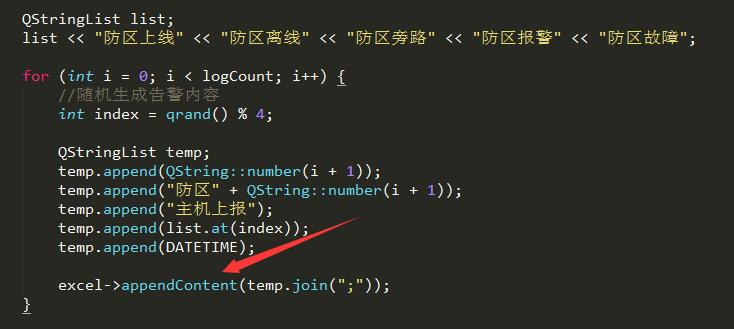 QStringList list;
list << "防区上线" << "防区离线" << "防区旁路" << "防区报警" << "防区故障";
for (int i = 0; i < logCount; i++) {
//随机生成告警内容
int index = qrand() % 4;
QStringList temp;
temp.append(QString::number(i + 1));
temp.append("防区" + QString::number(i + 1));
temp.append("主机上报");
temp.append(list.at(index));
temp.append(DATETIME);
excel->appendContent(temp.join(";"));
}